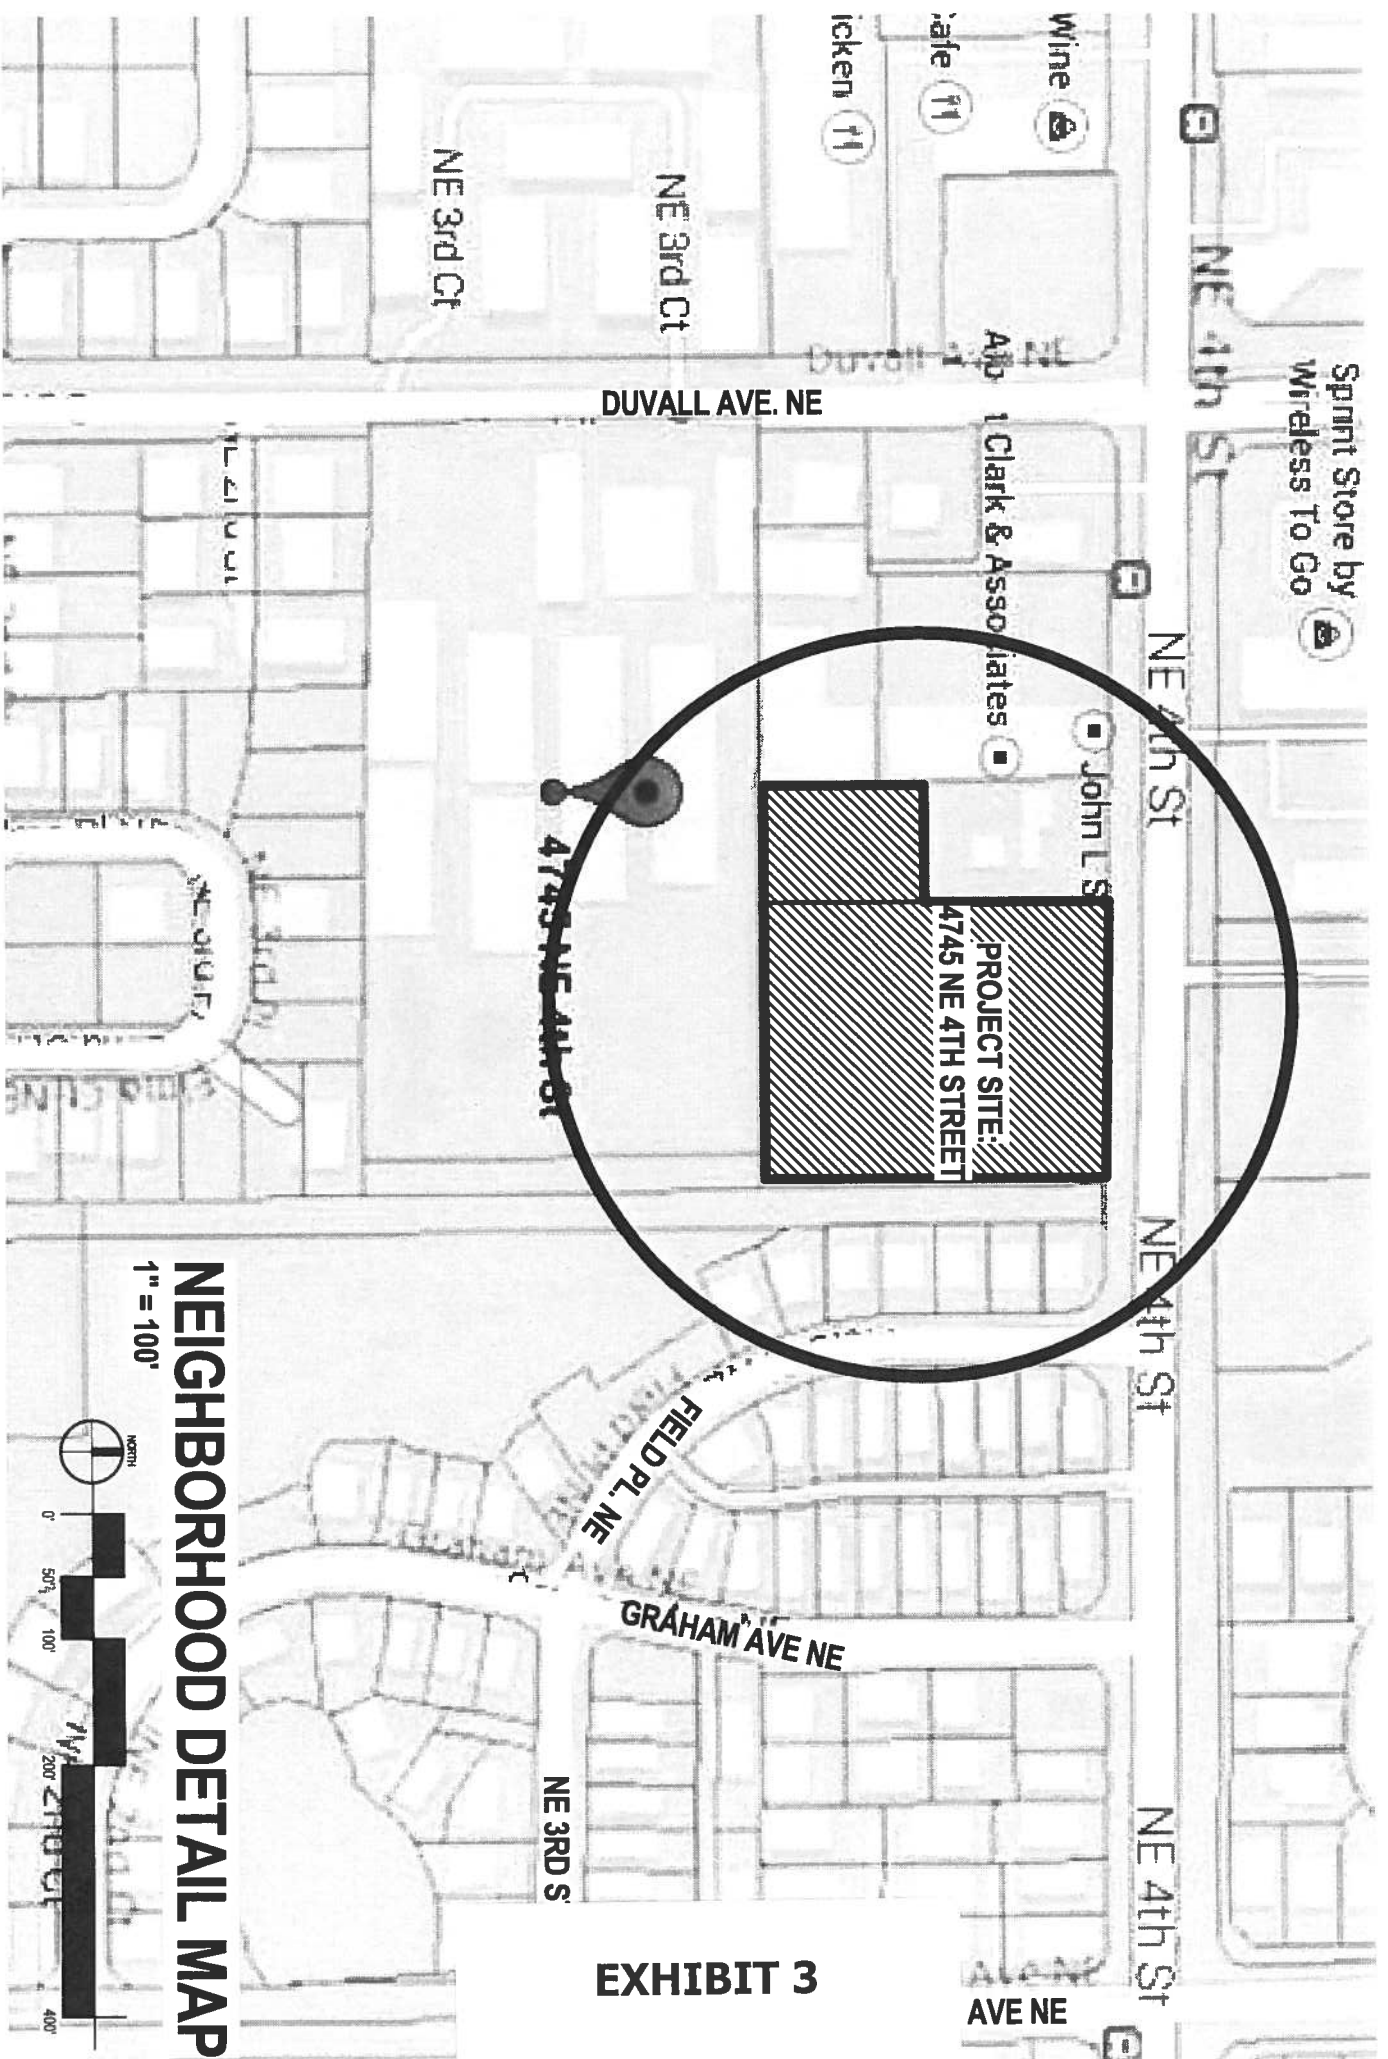 Wine
Cafe
icken
NE 4th St
Sprint Store by
Wireless To Go
NE 3rd Ct
NE 3rd Ct
Duvall Ave NE
DUVALL AVE. NE
Clark & Associates
John L S
NE 4th St
PROJECT SITE:
4745 NE 4TH STREET
4745 NE 4th St
NE 4th St
FIELD PL. NE
GRAHAM AVE NE
NE 3RD S
NE 4th St
AVE NE
EXHIBIT 3
NEIGHBORHOOD DETAIL MAP
1" = 100'
NORTH
0' 50' 100' 200' 400'